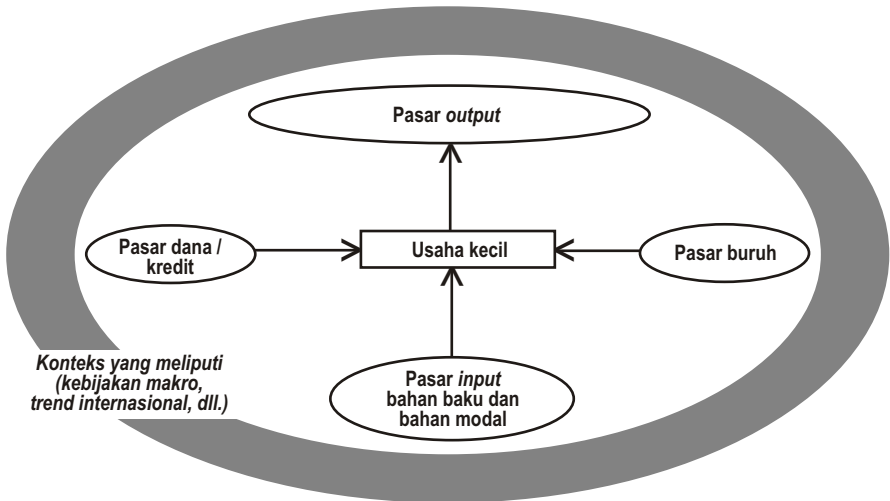 Pasar output
Pasar dana /
kredit
Usaha kecil
Pasar buruh
Konteks yang meliputi
(kebijakan makro,
trend internasional, dll.)
Pasar input
bahan baku dan
bahan modal